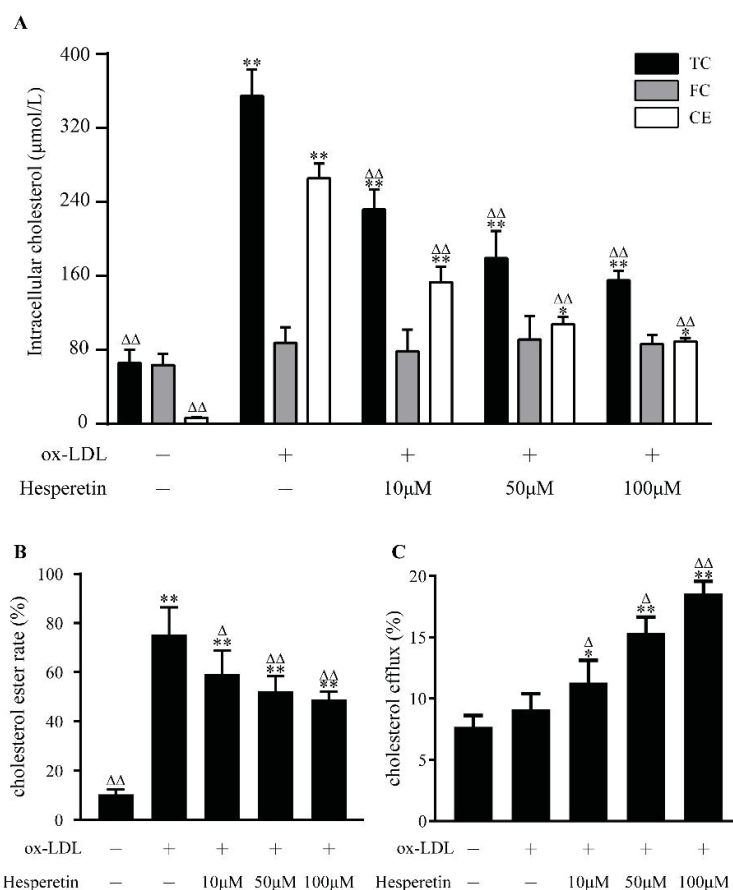 A
Intracellular cholesterol (μmol/L)
400
320
240
160
80
0
TC
FC
CE
ΔΔ
ΔΔ
**
**
ΔΔ
**
ΔΔ
**
ΔΔ
**
ΔΔ
*
ΔΔ
**
ΔΔ
*
ox-LDL − + + + +
Hesperetin − − 10μM 50μM 100μM
B
cholesterol ester rate (%)
100
80
60
40
20
0
ΔΔ
**
Δ
**
ΔΔ
**
ΔΔ
**
ox-LDL − + + + +
Hesperetin − − 10μM 50μM 100μM
C
cholesterol efflux (%)
20
15
10
5
0
Δ
*
Δ
**
ΔΔ
**
ox-LDL − + + + +
Hesperetin − − 10μM 50μM 100μM